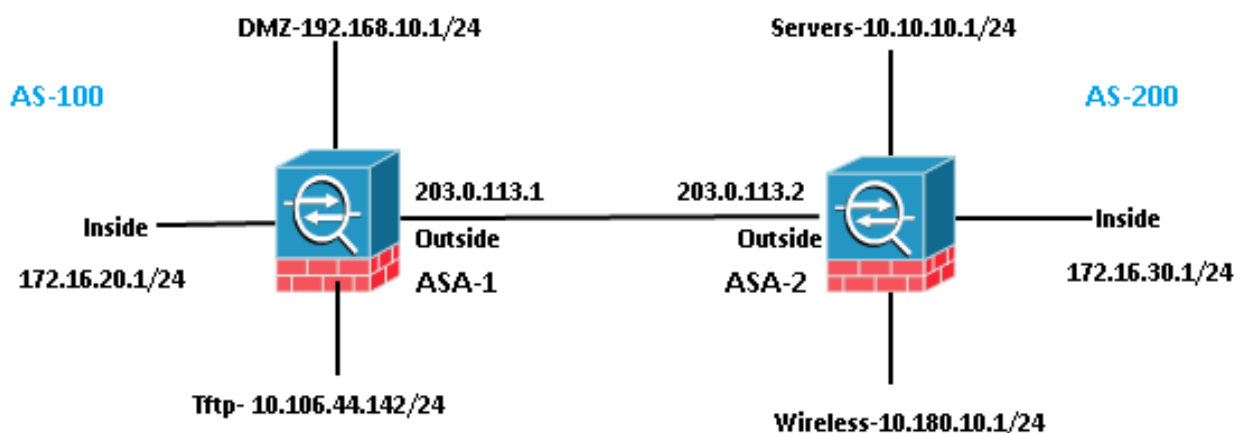 DMZ-192.168.10.1/24
Servers-10.10.10.1/24
AS-100
AS-200
203.0.113.1
203.0.113.2
Inside
Outside
Outside
Inside
172.16.20.1/24
ASA-1
ASA-2
172.16.30.1/24
Tftp- 10.106.44.142/24
Wireless-10.180.10.1/24